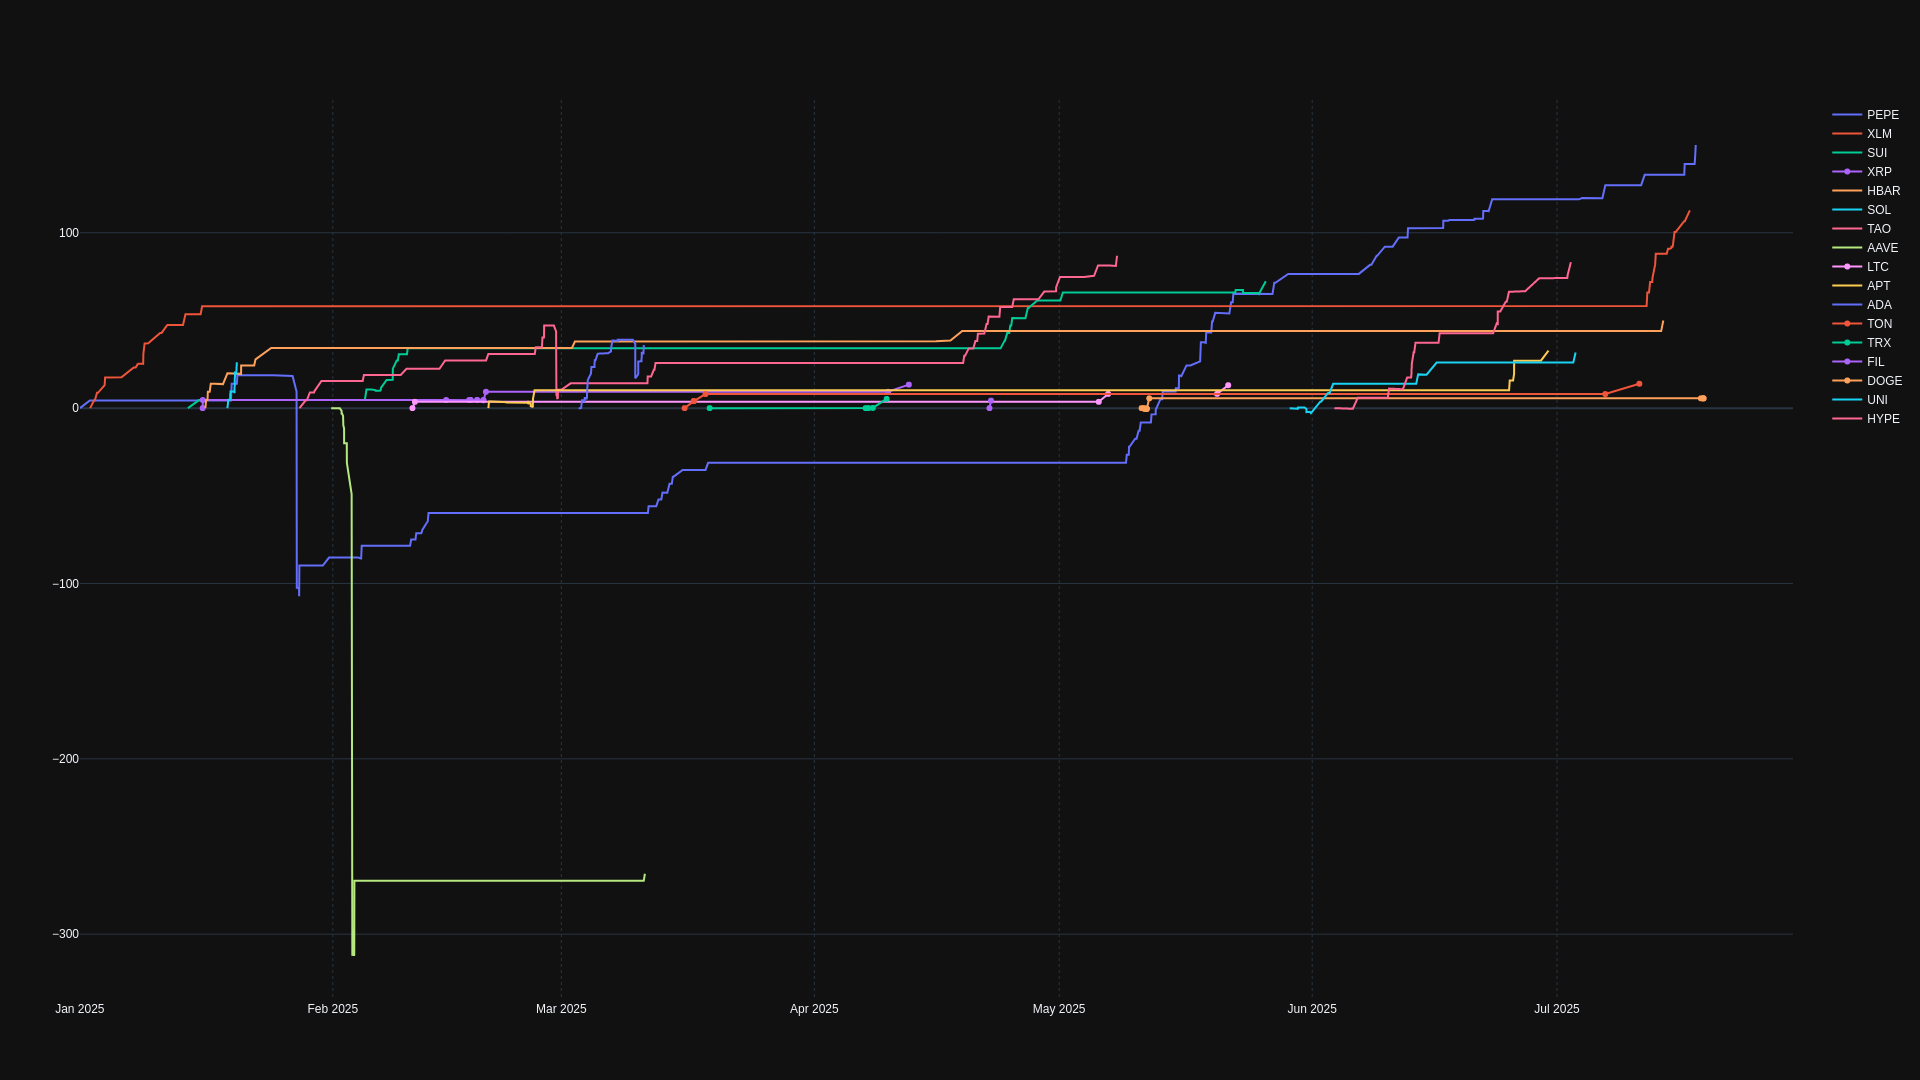 100
0
−100
−200
−300
Jan 2025
Feb 2025
Mar 2025
Apr 2025
May 2025
Jun 2025
Jul 2025
PEPE
XLM
SUI
XRP
HBAR
SOL
TAO
AAVE
LTC
APT
ADA
TON
TRX
FIL
DOGE
UNI
HYPE